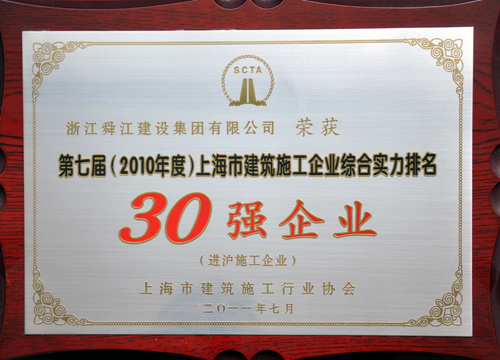 SCTA
浙江舜江建设集团有限公司 荣获
第七届(2010年度)上海市建筑施工企业综合实力排名
30强企业
(进沪施工企业)
上海市建筑施工行业协会
二〇一一年七月